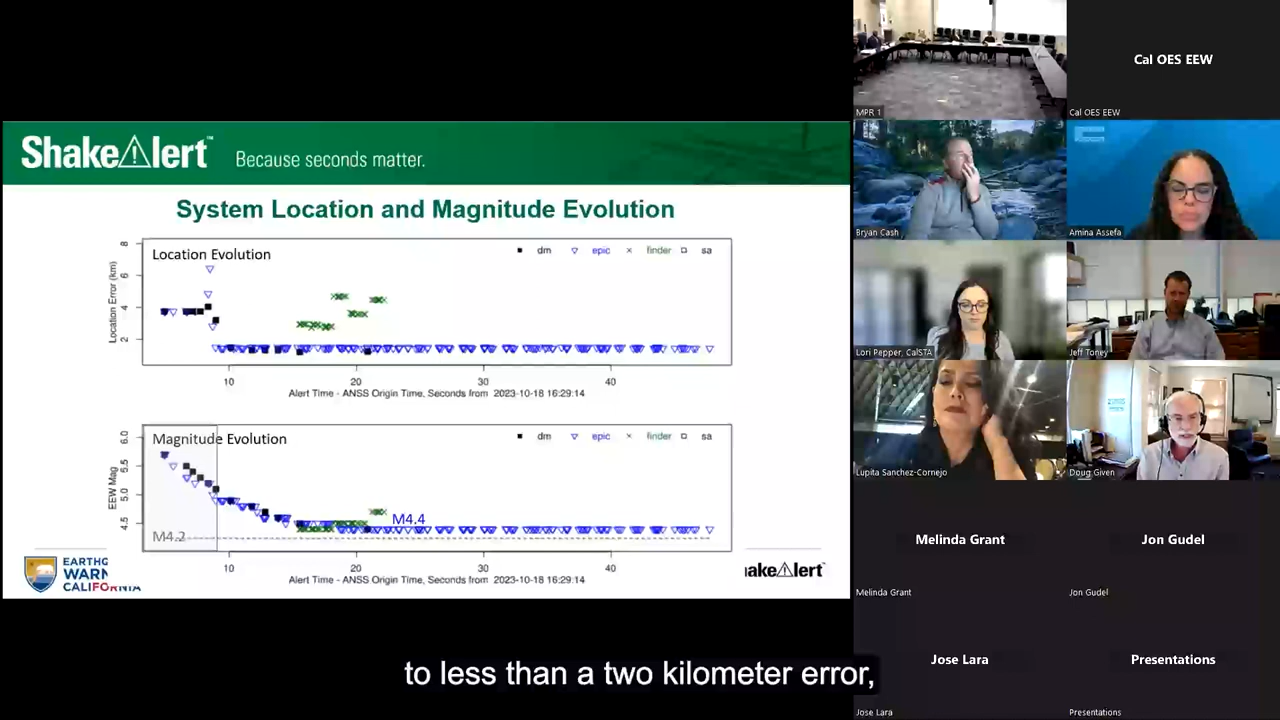 ShakeAlert™ Because seconds matter.
System Location and Magnitude Evolution
Location Evolution
dm epic finder sa
Location Error (km)
8
6
4
2
10 20 30 40
Alert Time - ANSS Origin Time, Seconds from 2023-10-18 16:29:14
Magnitude Evolution
dm epic finder sa
EEW Mag
6.0
5.5
5.0
4.5
M4.4
M4.2
10 20 30 40
Alert Time - ANSS Origin Time, Seconds from 2023-10-18 16:29:14
EARTHQ
WARN
CALIFORNIA
akeAlert
MPR 1
Cal OES EEW
Cal OES EEW
Bryan Cash
Amina Assefa
Lori Pepper, CalSTA
Jeff Toney
Lupita Sanchez-Cornejo
Doug Given
Melinda Grant
Melinda Grant
Jon Gudel
Jon Gudel
Jose Lara
Jose Lara
Presentations
Presentations
to less than a two kilometer error,